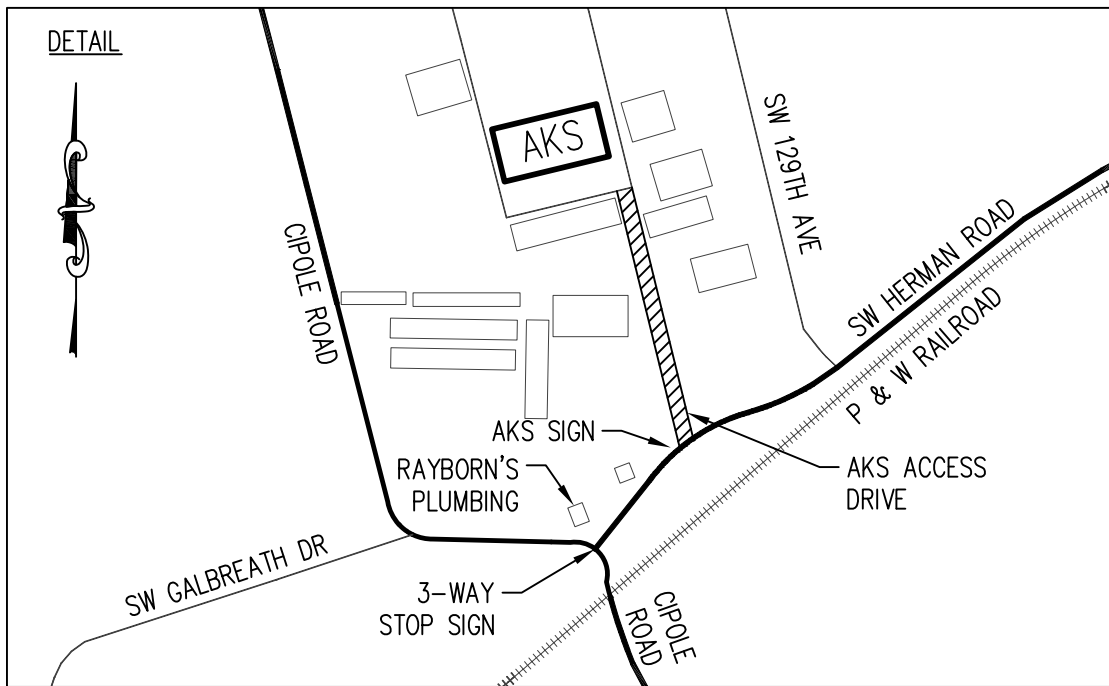 DETAIL
AKS
SW 129TH AVE
CIPOLE ROAD
SW HERMAN ROAD
P & W RAILROAD
AKS SIGN
RAYBORN'S
PLUMBING
AKS ACCESS
DRIVE
SW GALBREATH DR
3-WAY
STOP SIGN
CIPOLE
ROAD